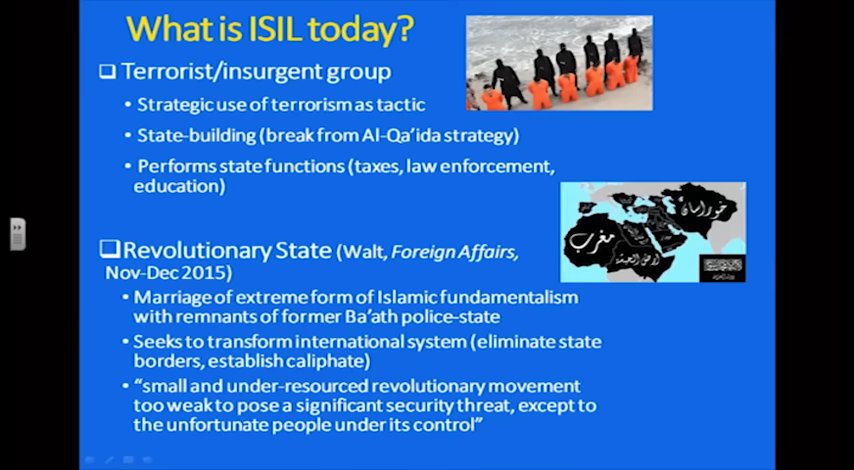 What is ISIL today?
Terrorist/insurgent group
• Strategic use of terrorism as tactic
• State-building (break from Al-Qa'ida strategy)
• Performs state functions (taxes, law enforcement,
education)
خراسان
مغرب
ارض الحبشة
Revolutionary State (Walt, Foreign Affairs,
Nov-Dec 2015)
• Marriage of extreme form of Islamic fundamentalism
with remnants of former Ba'ath police-state
• Seeks to transform international system (eliminate state
borders, establish caliphate)
• “small and under-resourced revolutionary movement
too weak to pose a significant security threat, except to
the unfortunate people under its control”